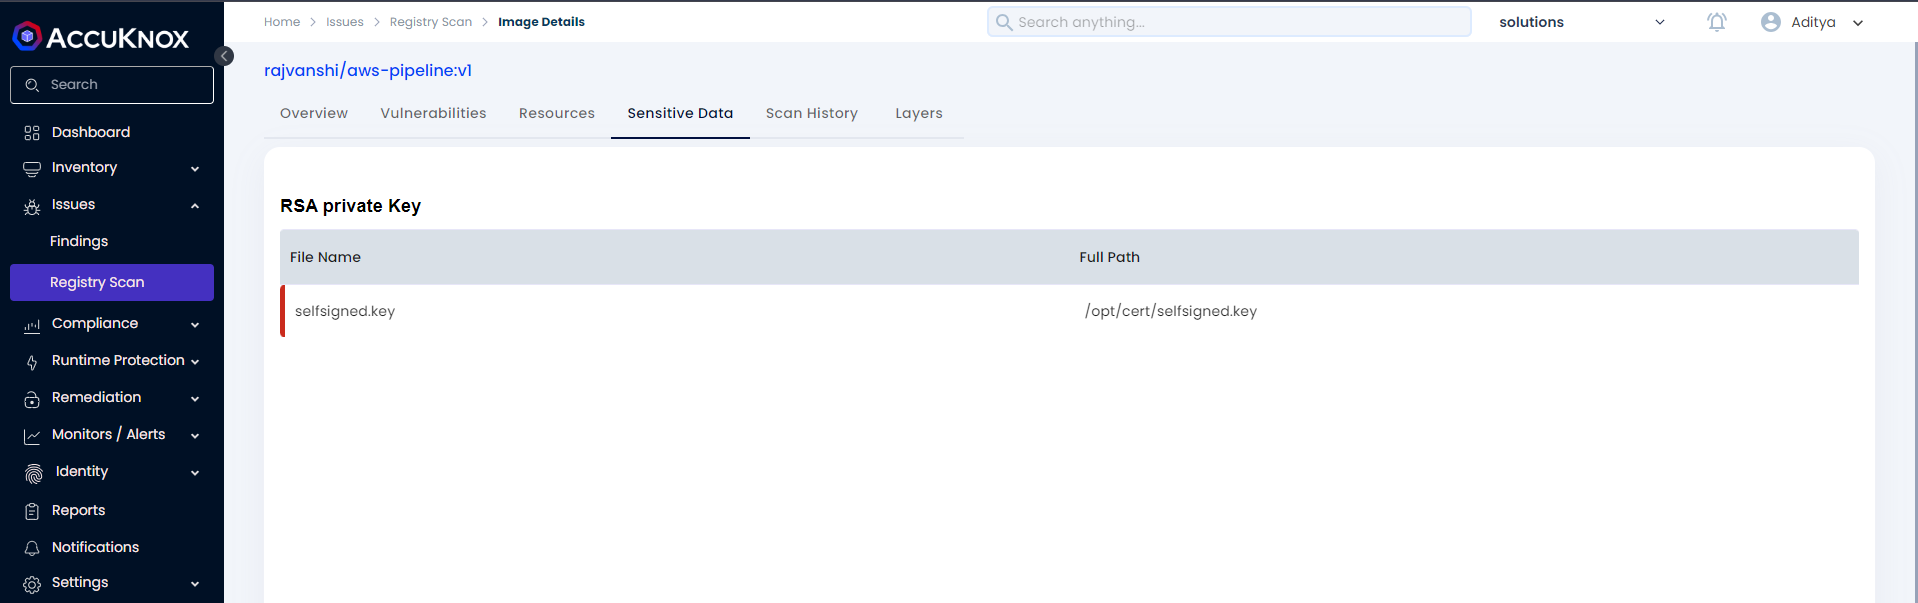 ACCUKNOX
Search
Dashboard
Inventory
Issues
Findings
Registry Scan
Compliance
Runtime Protection
Remediation
Monitors / Alerts
Identity
Reports
Notifications
Settings
Home > Issues > Registry Scan > Image Details
Search anything...
solutions
Aditya
rajvanshi/aws-pipeline:v1
Overview Vulnerabilities Resources Sensitive Data Scan History Layers
RSA private Key
File Name Full Path
selfsigned.key /opt/cert/selfsigned.key